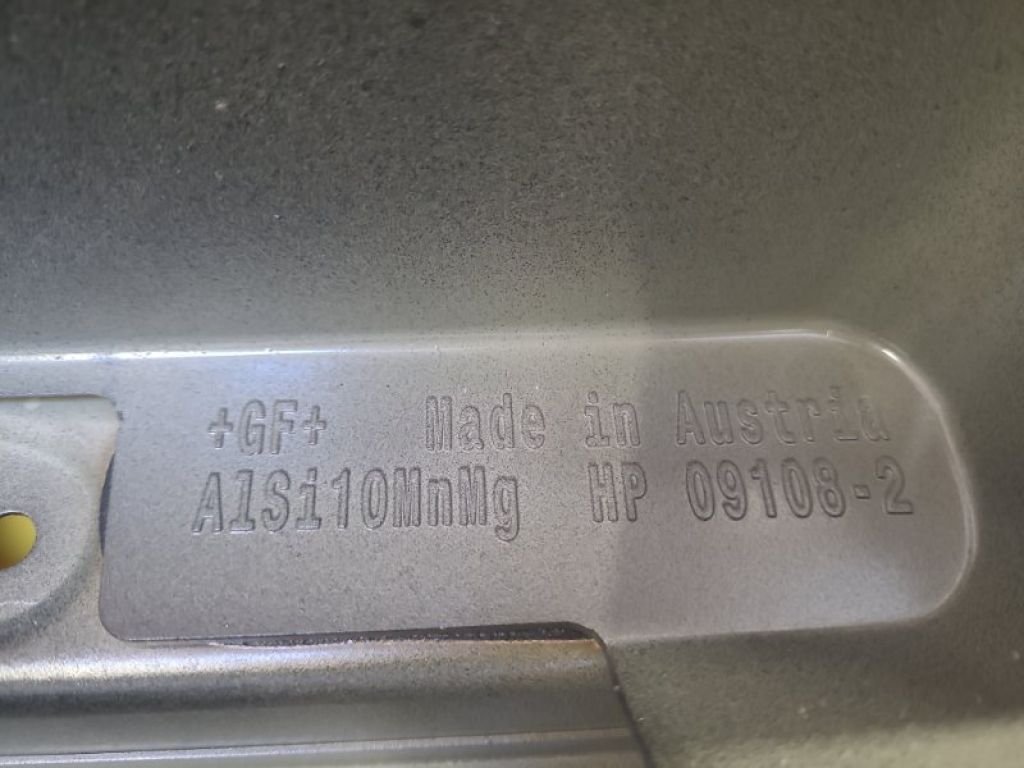 +GF+ Made in Austria
AlSi10MnMg HP 09108-2